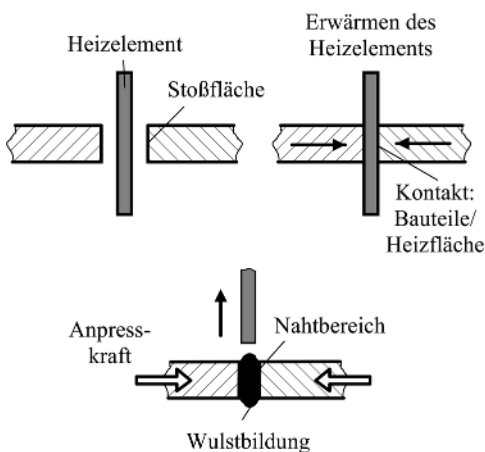 Heizelement
Stoßfläche
Erwärmen des
Heizelements
Kontakt:
Bauteile/
Heizfläche
Anpress-
kraft
Nahtbereich
Wulstbildung